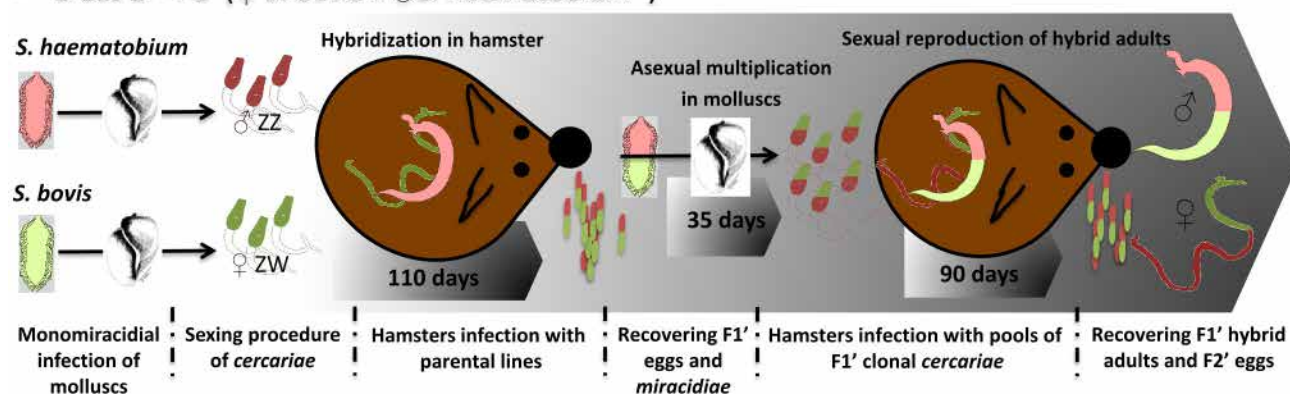 S. haematobium
Hybridization in hamster
Sexual reproduction of hybrid adults
Asexual multiplication
in molluscs
♂ ZZ
♂
S. bovis
♀ ZW
35 days
♀
110 days
90 days
Monomiracidial
infection of
molluscs
Sexing procedure
of cercariae
Hamsters infection with
parental lines
Recovering F1’
eggs and
miracidiae
Hamsters infection with pools of
F1’ clonal cercariae
Recovering F1’ hybrid
adults and F2’ eggs